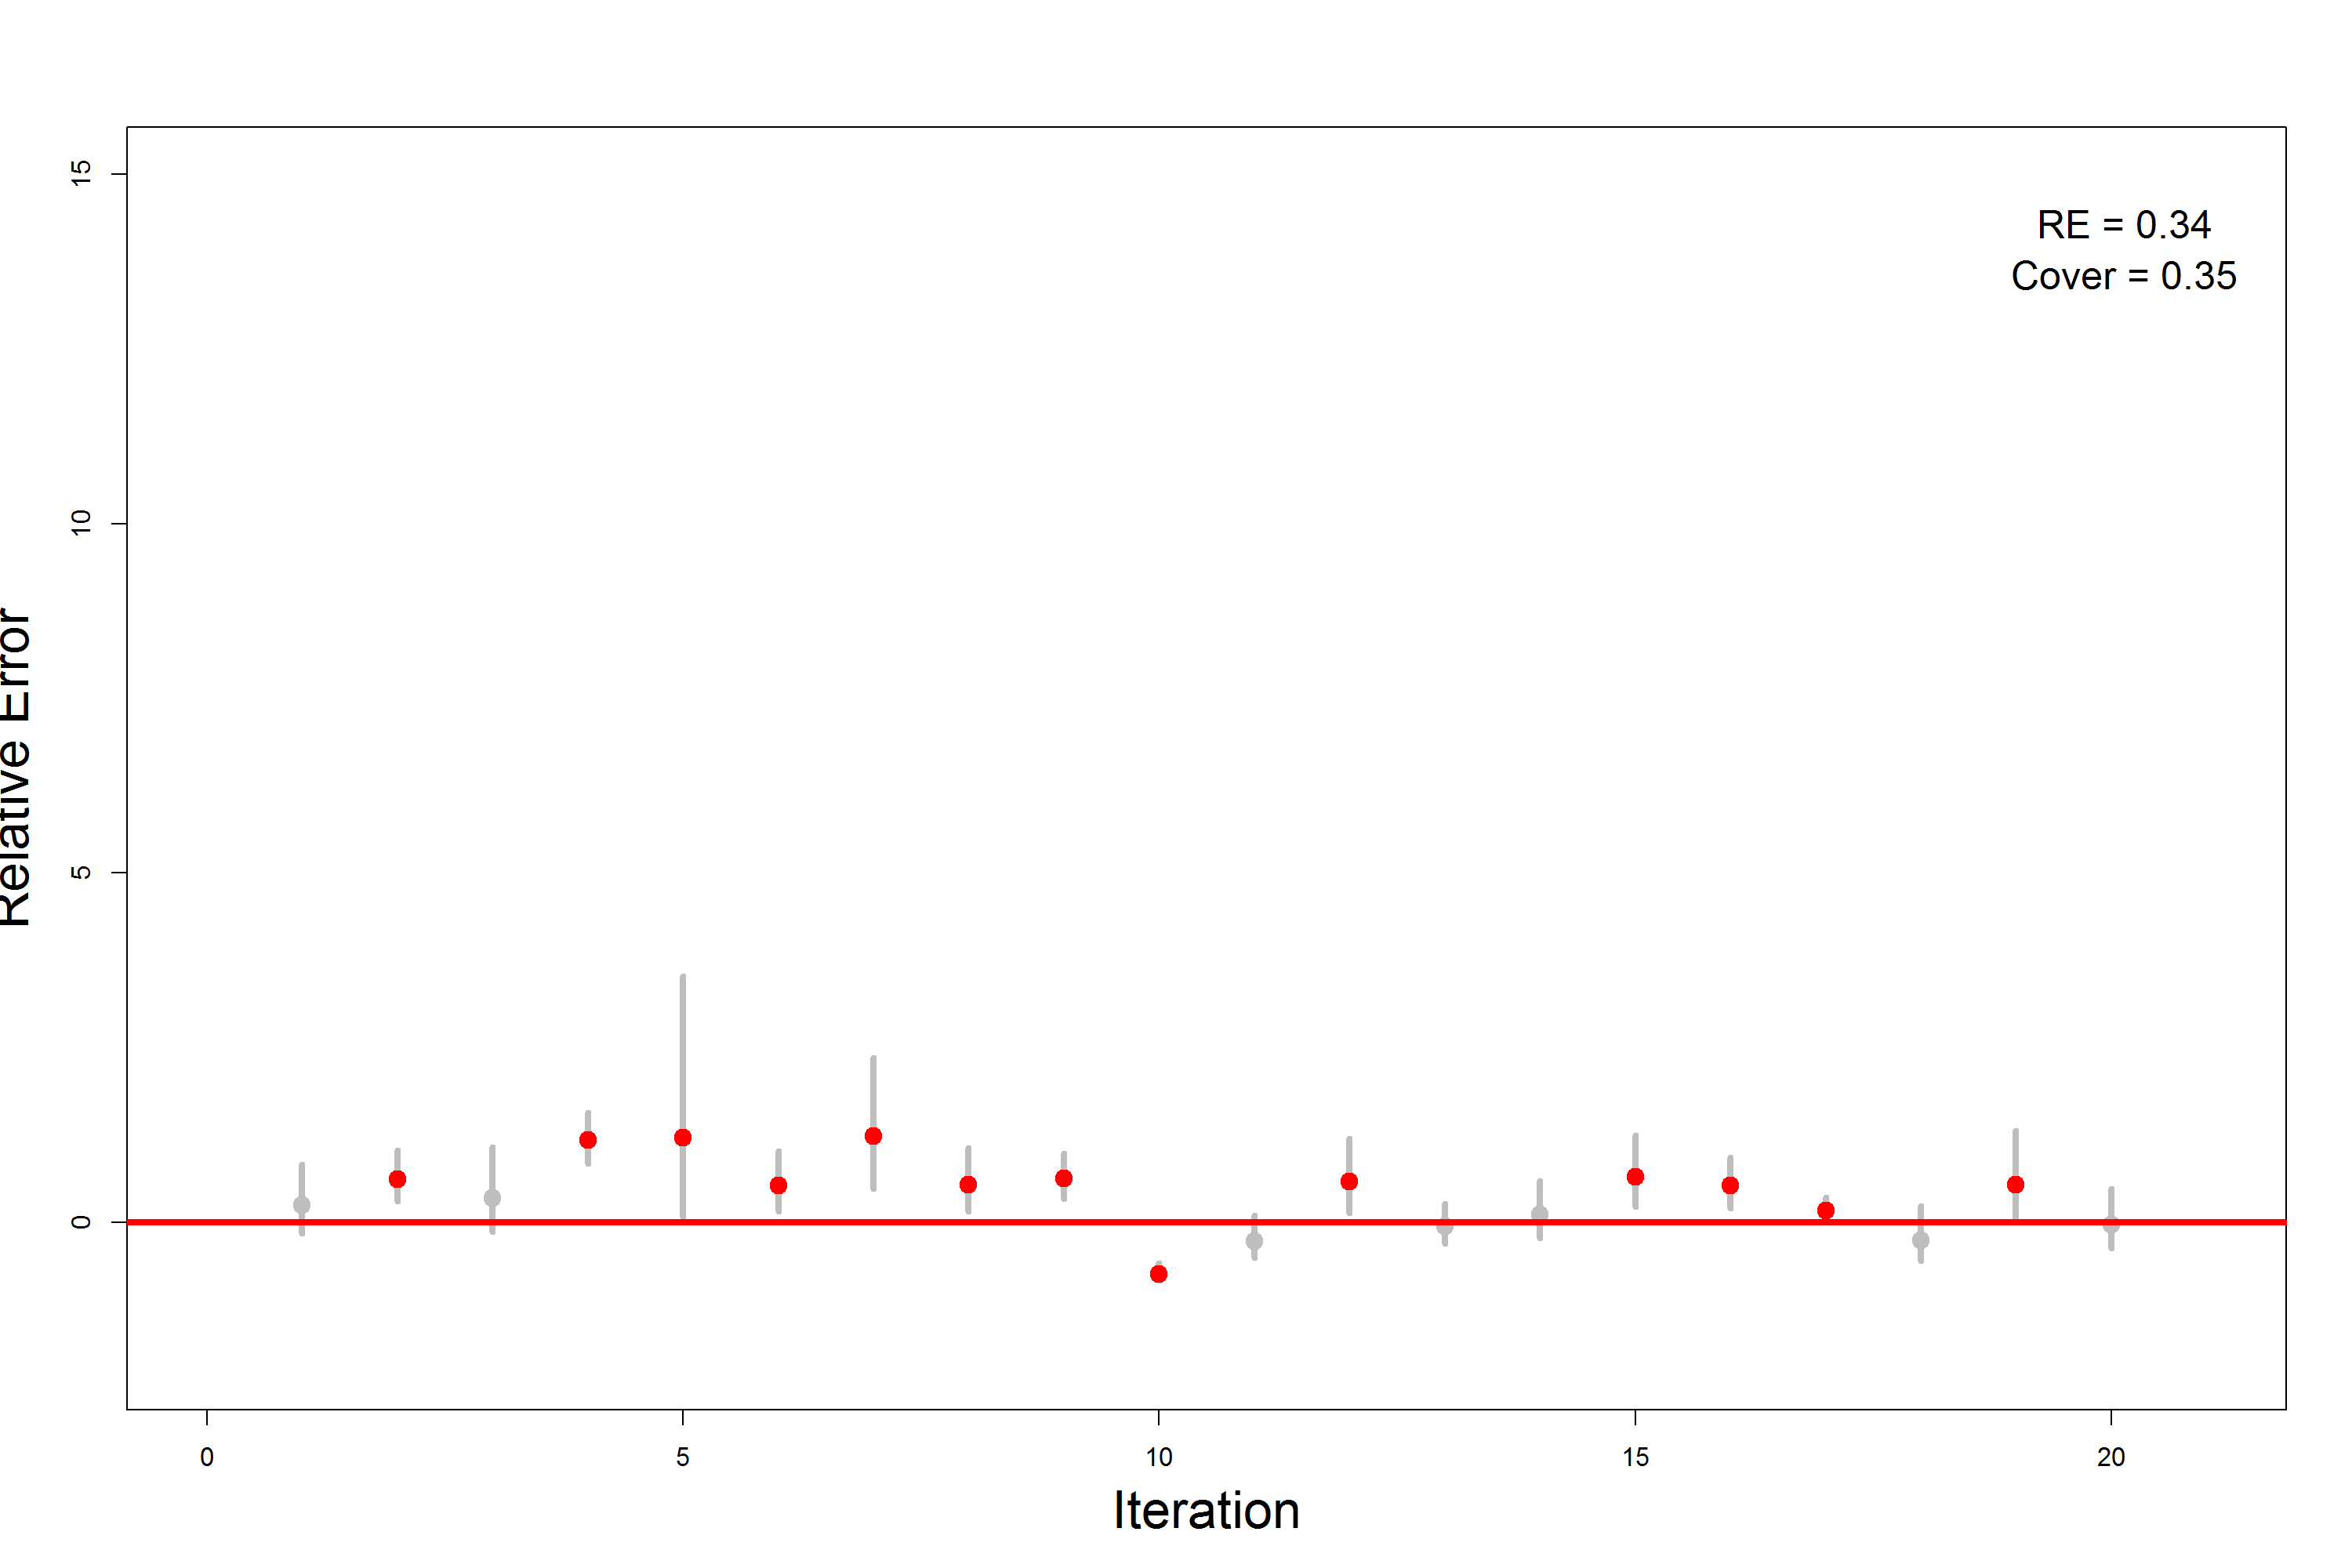 RE = 0.34
Cover = 0.35
Relative Error
15
10
5
0
0 5 10 15 20
Iteration